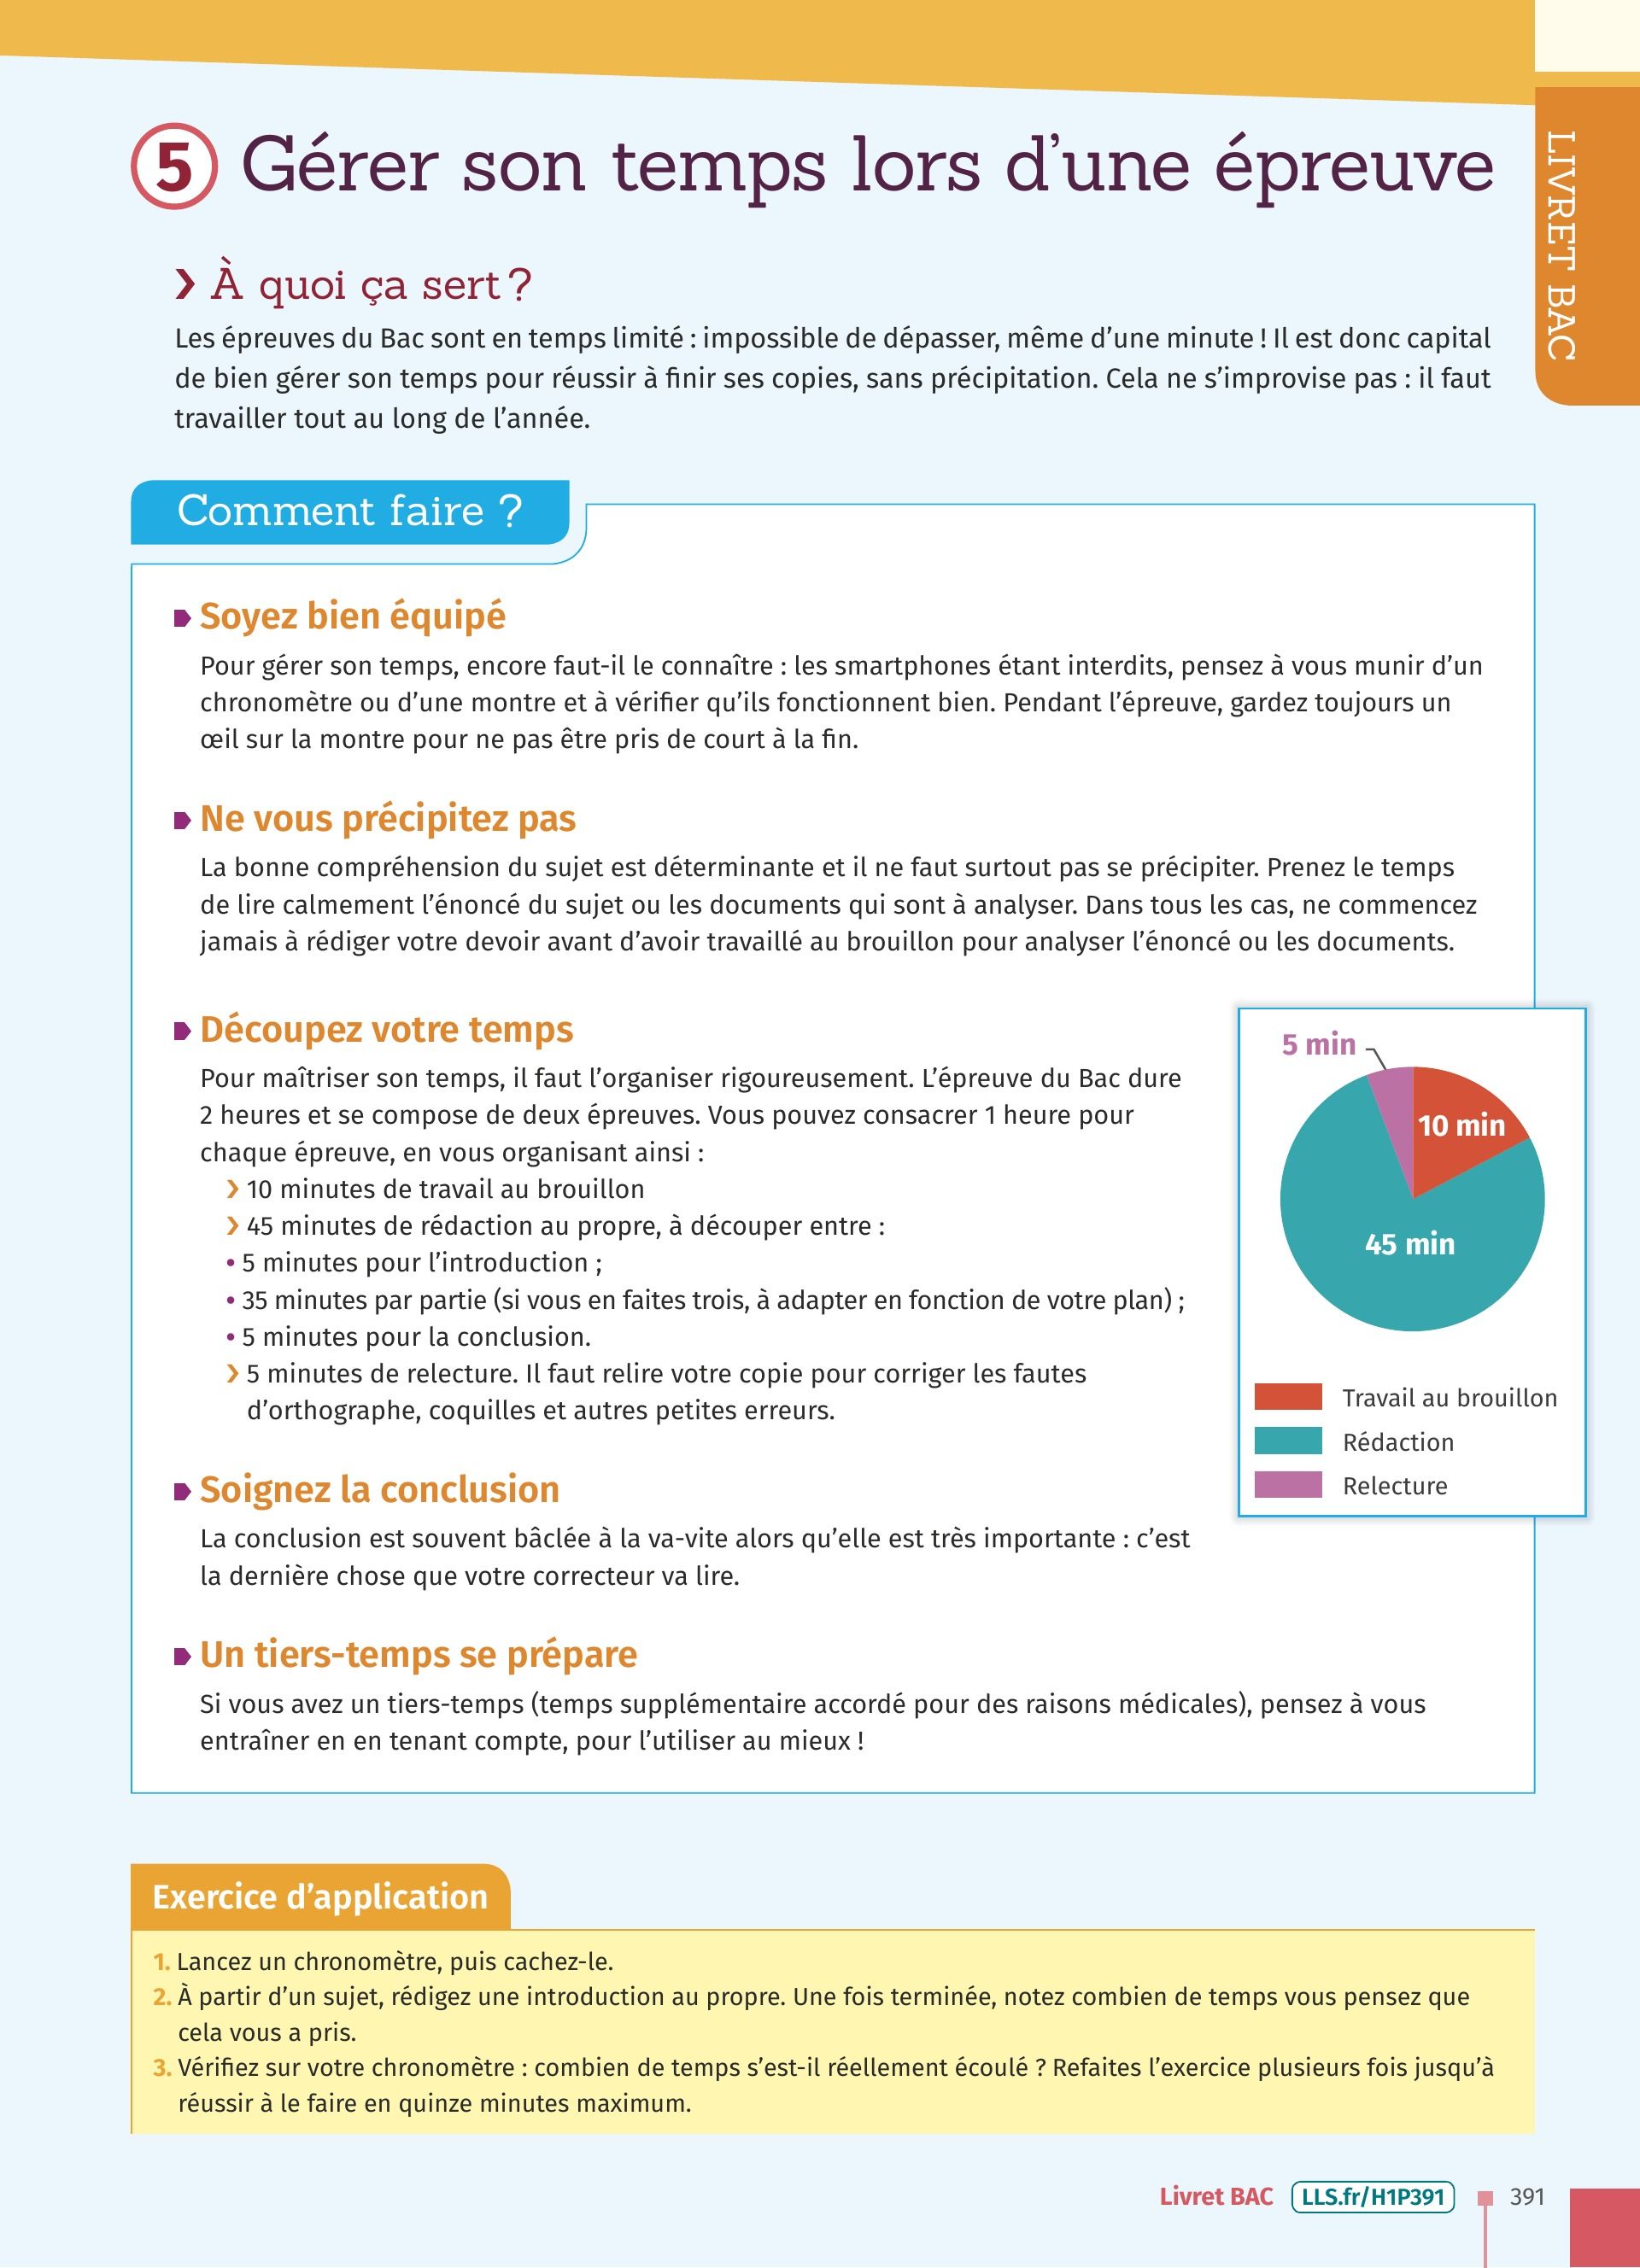 LIVRET BAC
5 Gérer son temps lors d’une épreuve
À quoi ça sert ?
Les épreuves du Bac sont en temps limité : impossible de dépasser, même d’une minute ! Il est donc capital
de bien gérer son temps pour réussir à finir ses copies, sans précipitation. Cela ne s’improvise pas : il faut
travailler tout au long de l’année.
Comment faire ?
Soyez bien équipé
Pour gérer son temps, encore faut-il le connaître : les smartphones étant interdits, pensez à vous munir d’un
chronomètre ou d’une montre et à vérifier qu’ils fonctionnent bien. Pendant l’épreuve, gardez toujours un
œil sur la montre pour ne pas être pris de court à la fin.
Ne vous précipitez pas
La bonne compréhension du sujet est déterminante et il ne faut surtout pas se précipiter. Prenez le temps
de lire calmement l’énoncé du sujet ou les documents qui sont à analyser. Dans tous les cas, ne commencez
jamais à rédiger votre devoir avant d’avoir travaillé au brouillon pour analyser l’énoncé ou les documents.
Découpez votre temps
Pour maîtriser son temps, il faut l’organiser rigoureusement. L’épreuve du Bac dure
2 heures et se compose de deux épreuves. Vous pouvez consacrer 1 heure pour
chaque épreuve, en vous organisant ainsi :
10 minutes de travail au brouillon
45 minutes de rédaction au propre, à découper entre :
• 5 minutes pour l’introduction ;
• 35 minutes par partie (si vous en faites trois, à adapter en fonction de votre plan) ;
• 5 minutes pour la conclusion.
5 minutes de relecture. Il faut relire votre copie pour corriger les fautes
d’orthographe, coquilles et autres petites erreurs.
5 min
10 min
45 min
Travail au brouillon
Rédaction
Relecture
Soignez la conclusion
La conclusion est souvent bâclée à la va-vite alors qu’elle est très importante : c’est
la dernière chose que votre correcteur va lire.
Un tiers-temps se prépare
Si vous avez un tiers-temps (temps supplémentaire accordé pour des raisons médicales), pensez à vous
entraîner en en tenant compte, pour l’utiliser au mieux !
Exercice d’application
1. Lancez un chronomètre, puis cachez-le.
2. À partir d’un sujet, rédigez une introduction au propre. Une fois terminée, notez combien de temps vous pensez que
cela vous a pris.
3. Vérifiez sur votre chronomètre : combien de temps s’est-il réellement écoulé ? Refaites l’exercice plusieurs fois jusqu’à
réussir à le faire en quinze minutes maximum.
Livret BAC LLS.fr/H1P391 391